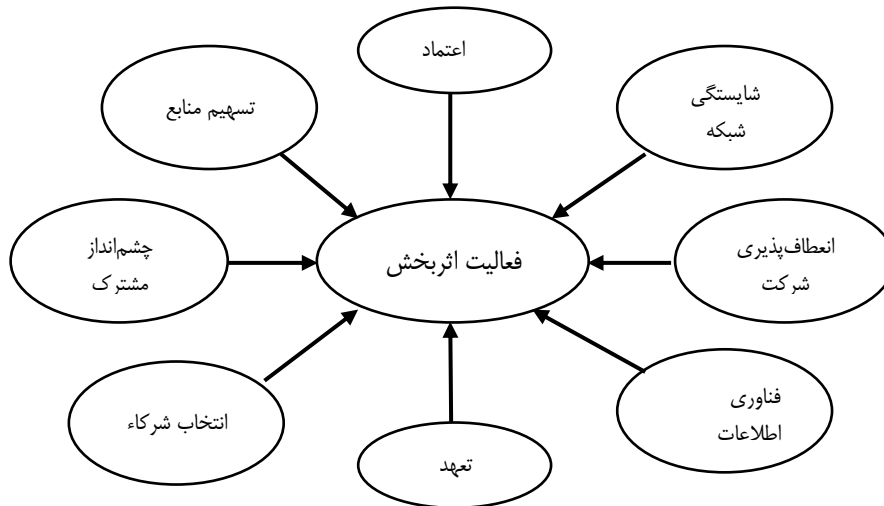 اعتماد
شایستگی
شبکه
تسهیم منابع
انعطاف‌پذیری
شرکت
فعالیت اثربخش
چشم‌انداز
مشترک
فناوری
اطلاعات
انتخاب شرکاء
تعهد